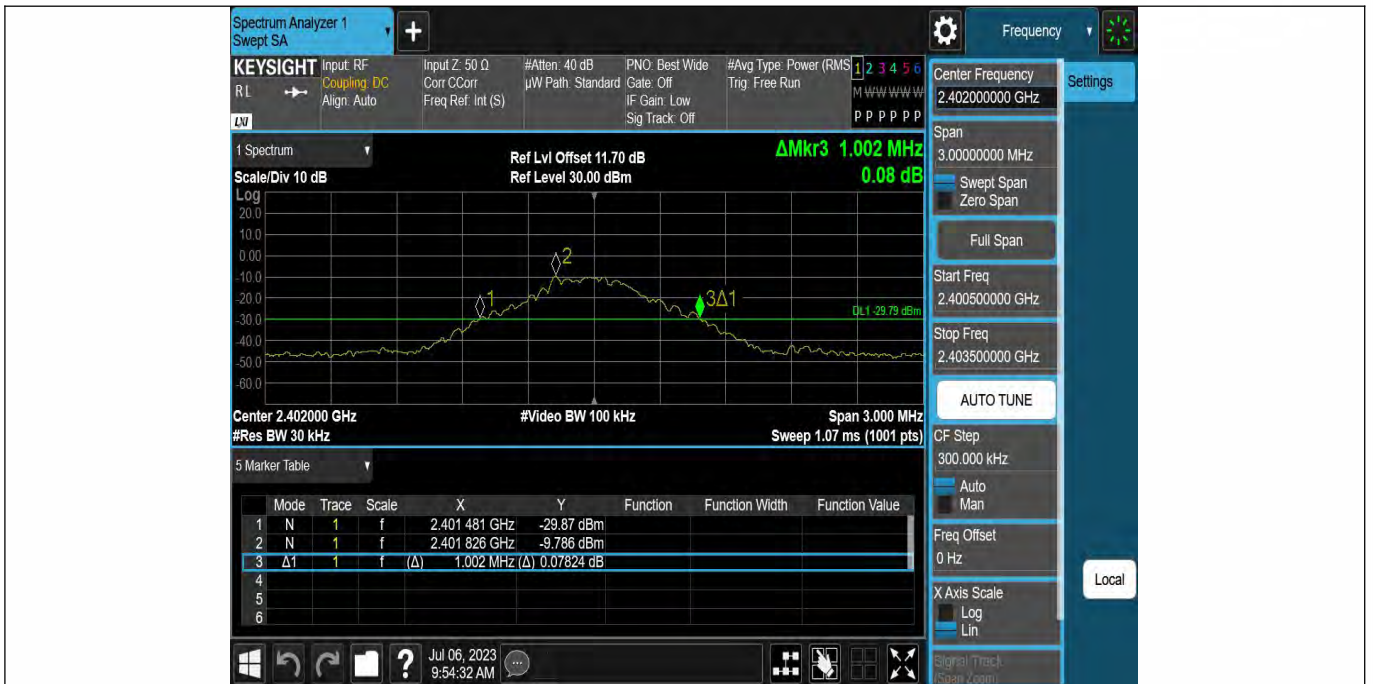 Spectrum Analyzer 1
Swept SA
+
Frequency
KEYSIGHT
RL
LXI
Input: RF
Coupling: DC
Align: Auto
Input Z: 50 Ω
Corr CCorr
Freq Ref: Int (S)
#Atten: 40 dB
µW Path: Standard
PNO: Best Wide
Gate: Off
IF Gain: Low
Sig Track: Off
#Avg Type: Power (RMS
Trig: Free Run
1 2 3 4 5 6
M W W W W W
P P P P P P
1 Spectrum
Scale/Div 10 dB
Ref Lvl Offset 11.70 dB
Ref Level 30.00 dBm
ΔMkr3 1.002 MHz
0.08 dB
Log
20.0
10.0
0.00
-10.0
-20.0
-30.0
-40.0
-50.0
-60.0
1
2
3Δ1
DL1 -29.79 dBm
Center 2.402000 GHz
#Video BW 100 kHz
Span 3.000 MHz
#Res BW 30 kHz
Sweep 1.07 ms (1001 pts)
5 Marker Table
Mode Trace Scale X Y Function Function Width Function Value
1 N 1 f 2.401 481 GHz -29.87 dBm
2 N 1 f 2.401 826 GHz -9.786 dBm
3 Δ1 1 f (Δ) 1.002 MHz (Δ) 0.07824 dB
4
5
6
?
Jul 06, 2023
9:54:32 AM
Center Frequency
2.402000000 GHz
Span
3.00000000 MHz
Swept Span
Zero Span
Full Span
Start Freq
2.400500000 GHz
Stop Freq
2.403500000 GHz
AUTO TUNE
CF Step
300.000 kHz
Auto
Man
Freq Offset
0 Hz
X Axis Scale
Log
Lin
Signal Track
(Span Zoom)
Settings
Local